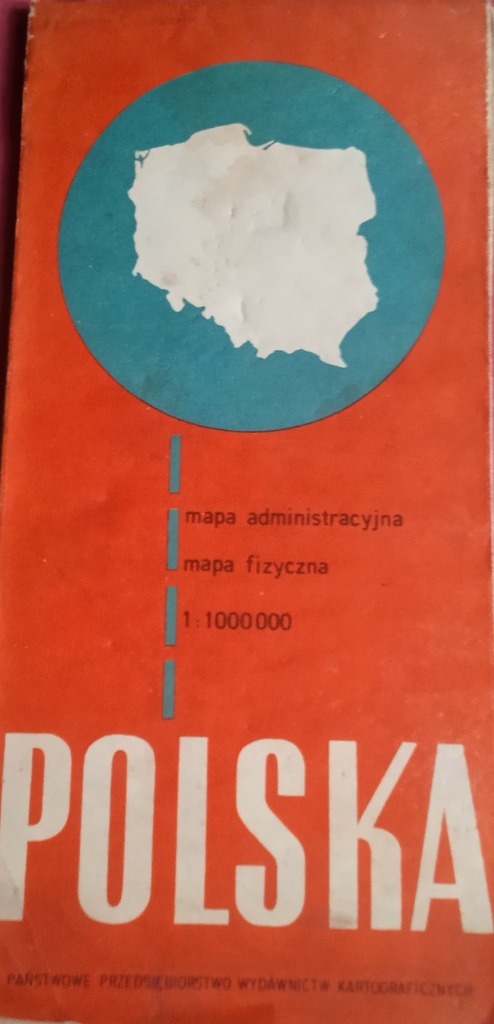 mapa administracyjna
mapa fizyczna
1:1000000
POLSKA
PAŃSTWOWE PRZEDSIĘBIORSTWO WYDAWNICTW KARTOGRAFICZNYCH